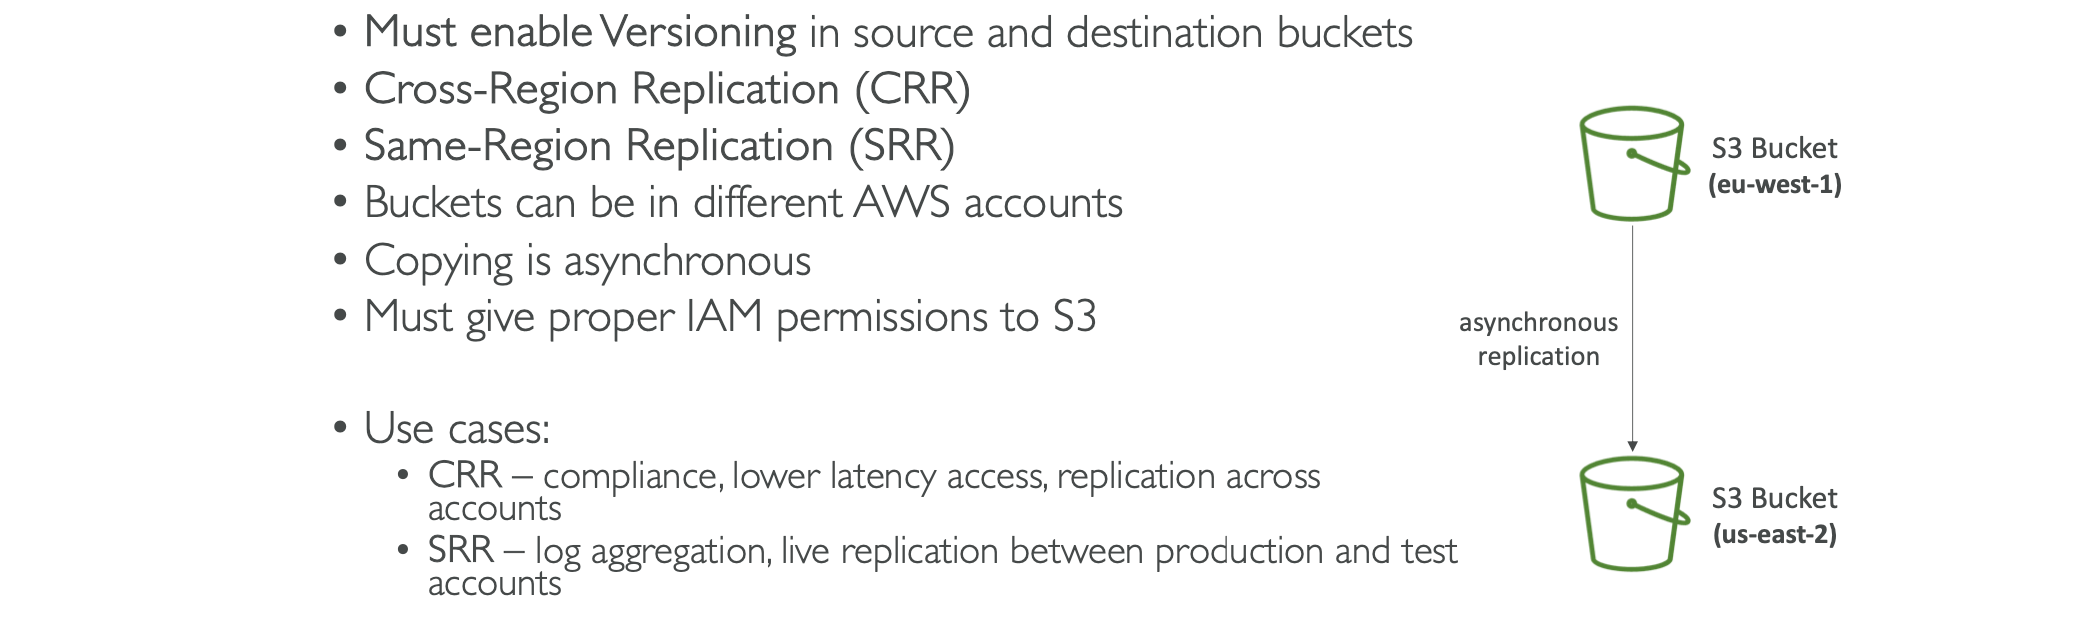 • Must enable Versioning in source and destination buckets
• Cross-Region Replication (CRR)
• Same-Region Replication (SRR)
• Buckets can be in different AWS accounts
• Copying is asynchronous
• Must give proper IAM permissions to S3
• Use cases:
• CRR – compliance, lower latency access, replication across
accounts
• SRR – log aggregation, live replication between production and test
accounts
S3 Bucket
(eu-west-1)
asynchronous
replication
S3 Bucket
(us-east-2)